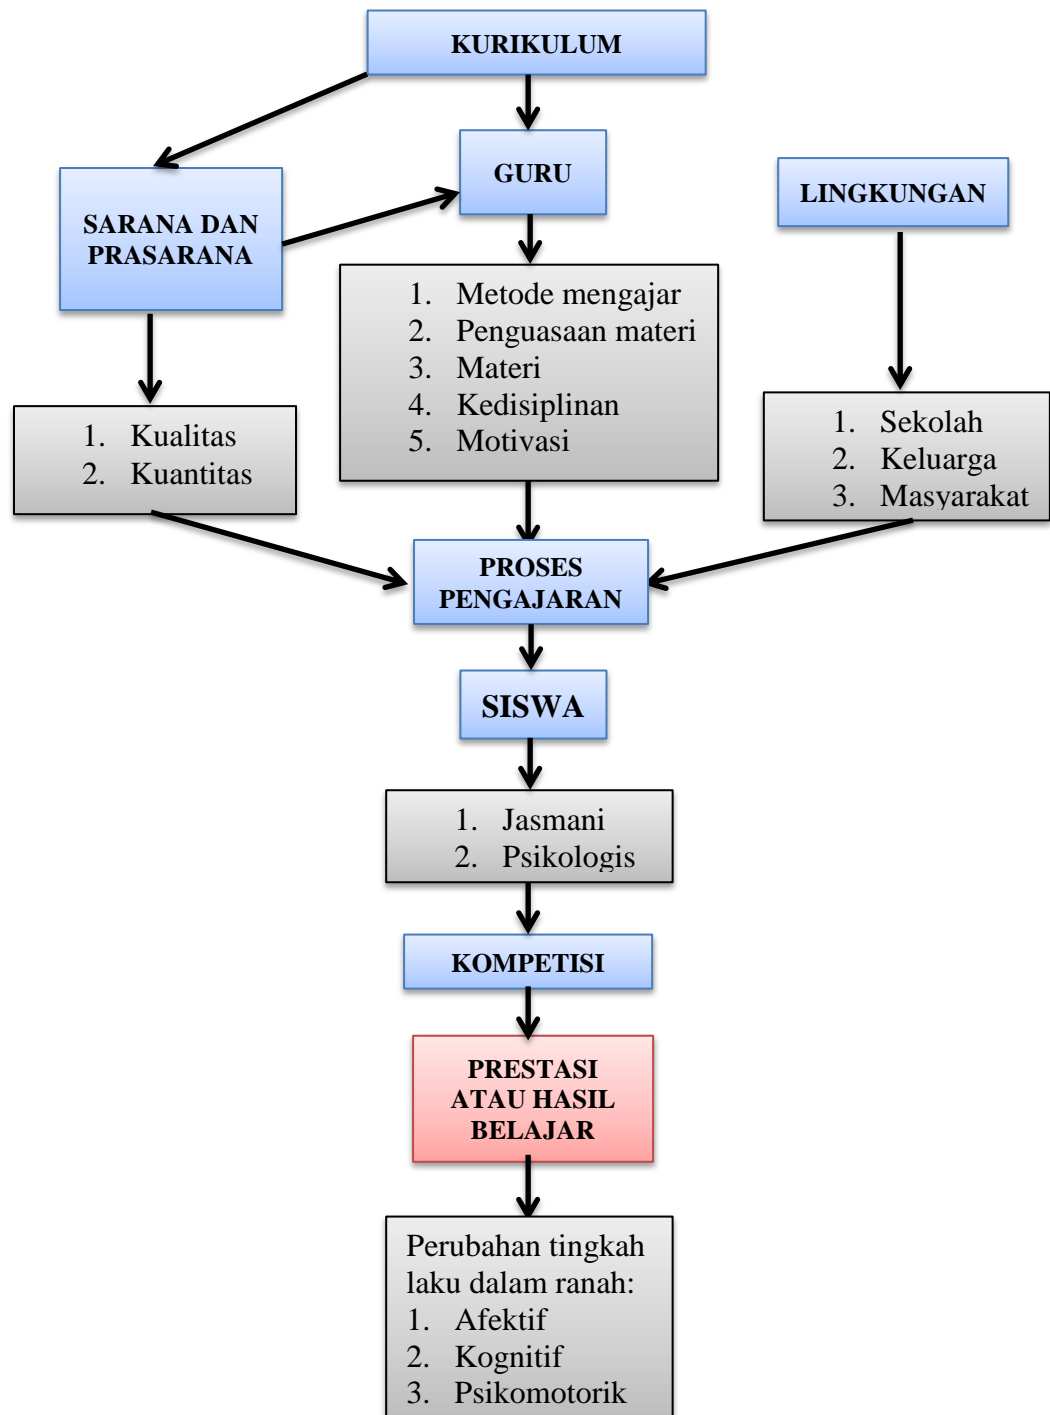 KURIKULUM
GURU
LINGKUNGAN
SARANA DAN
PRASARANA
1. Metode mengajar
2. Penguasaan materi
3. Materi
4. Kedisiplinan
5. Motivasi
1. Kualitas
2. Kuantitas
1. Sekolah
2. Keluarga
3. Masyarakat
PROSES
PENGAJARAN
SISWA
1. Jasmani
2. Psikologis
KOMPETISI
PRESTASI
ATAU HASIL
BELAJAR
Perubahan tingkah
laku dalam ranah:
1. Afektif
2. Kognitif
3. Psikomotorik